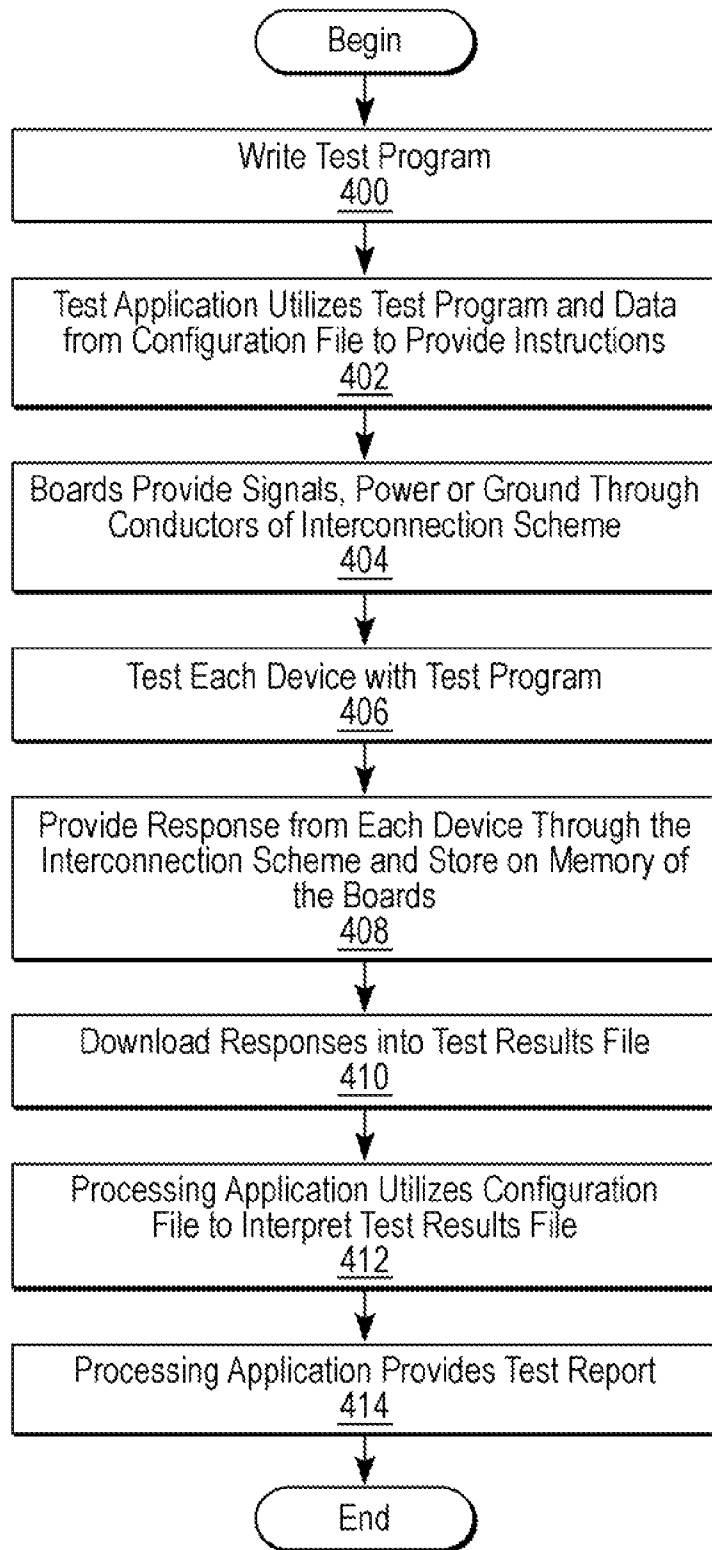 Begin
Write Test Program
400
Test Application Utilizes Test Program and Data
from Configuration File to Provide Instructions
402
Boards Provide Signals, Power or Ground Through
Conductors of Interconnection Scheme
404
Test Each Device with Test Program
406
Provide Response from Each Device Through the
Interconnection Scheme and Store on Memory of
the Boards
408
Download Responses into Test Results File
410
Processing Application Utilizes Configuration
File to Interpret Test Results File
412
Processing Application Provides Test Report
414
End